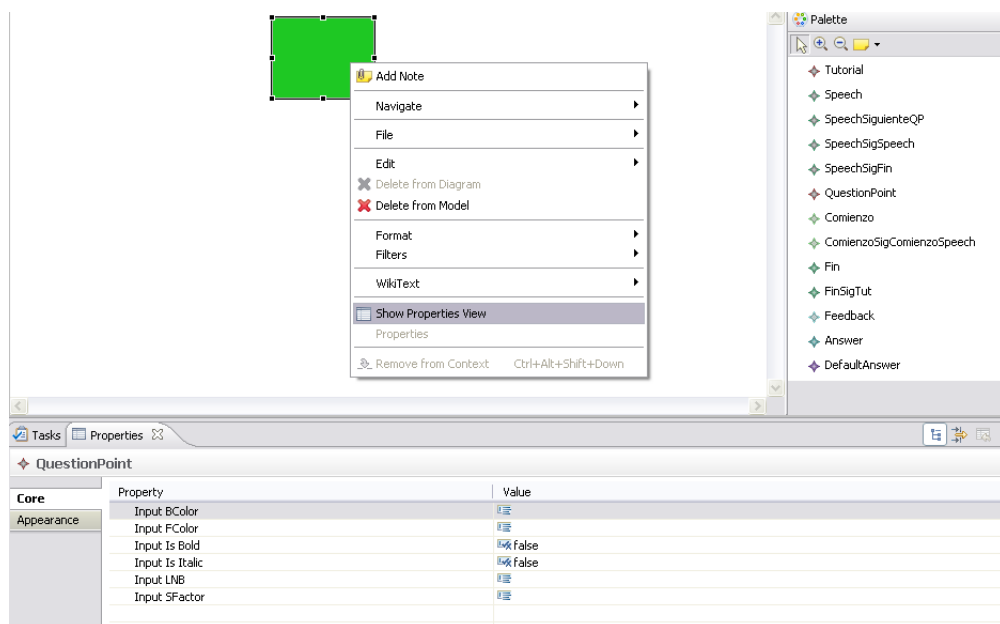 Palette
Tutorial
Speech
SpeechSiguienteQP
SpeechSigSpeech
SpeechSigFin
QuestionPoint
Comienzo
ComienzoSigComienzoSpeech
Fin
FinSigTut
Feedback
Answer
DefaultAnswer
Add Note
Navigate
File
Edit
Delete from Diagram
Delete from Model
Format
Filters
WikiText
Show Properties View
Properties
Remove from Context Ctrl+Alt+Shift+Down
Tasks Properties
QuestionPoint
Core
Appearance
Property Value
Input BColor
Input FColor
Input Is Bold false
Input Is Italic false
Input LNB
Input SFactor